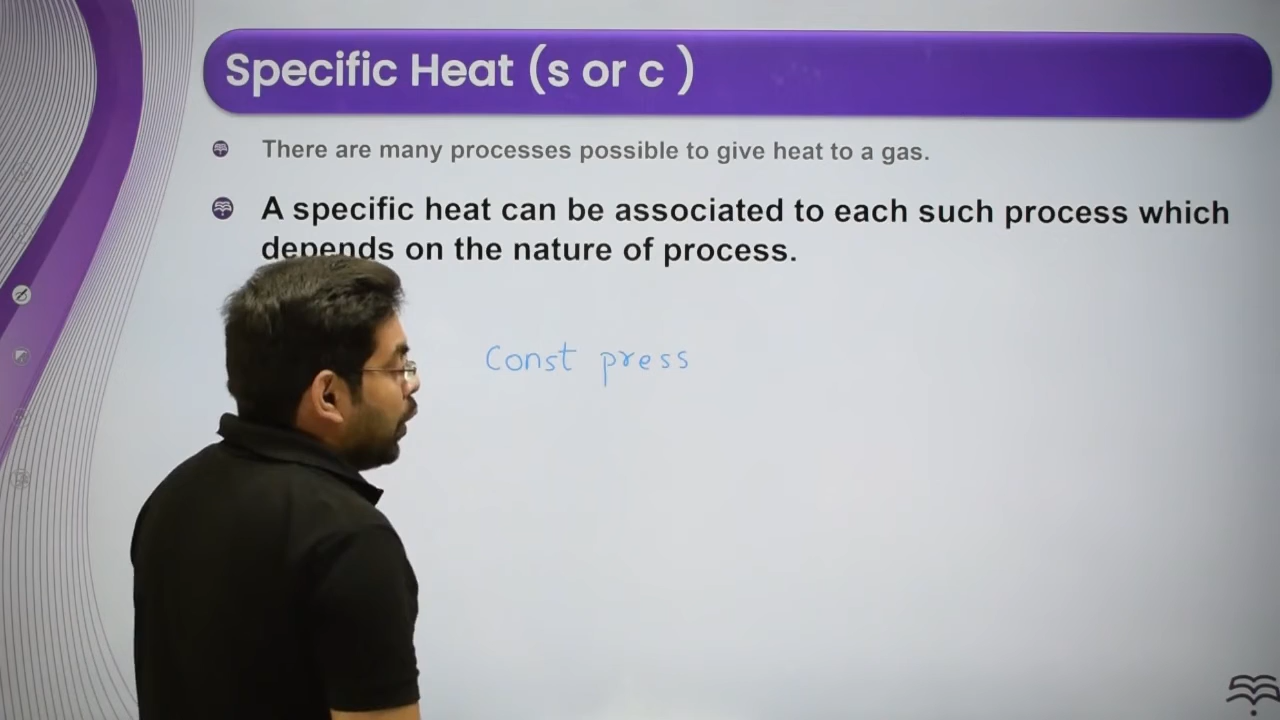 Specific Heat (s or c )
There are many processes possible to give heat to a gas.
A specific heat can be associated to each such process which
depends on the nature of process.
Const press